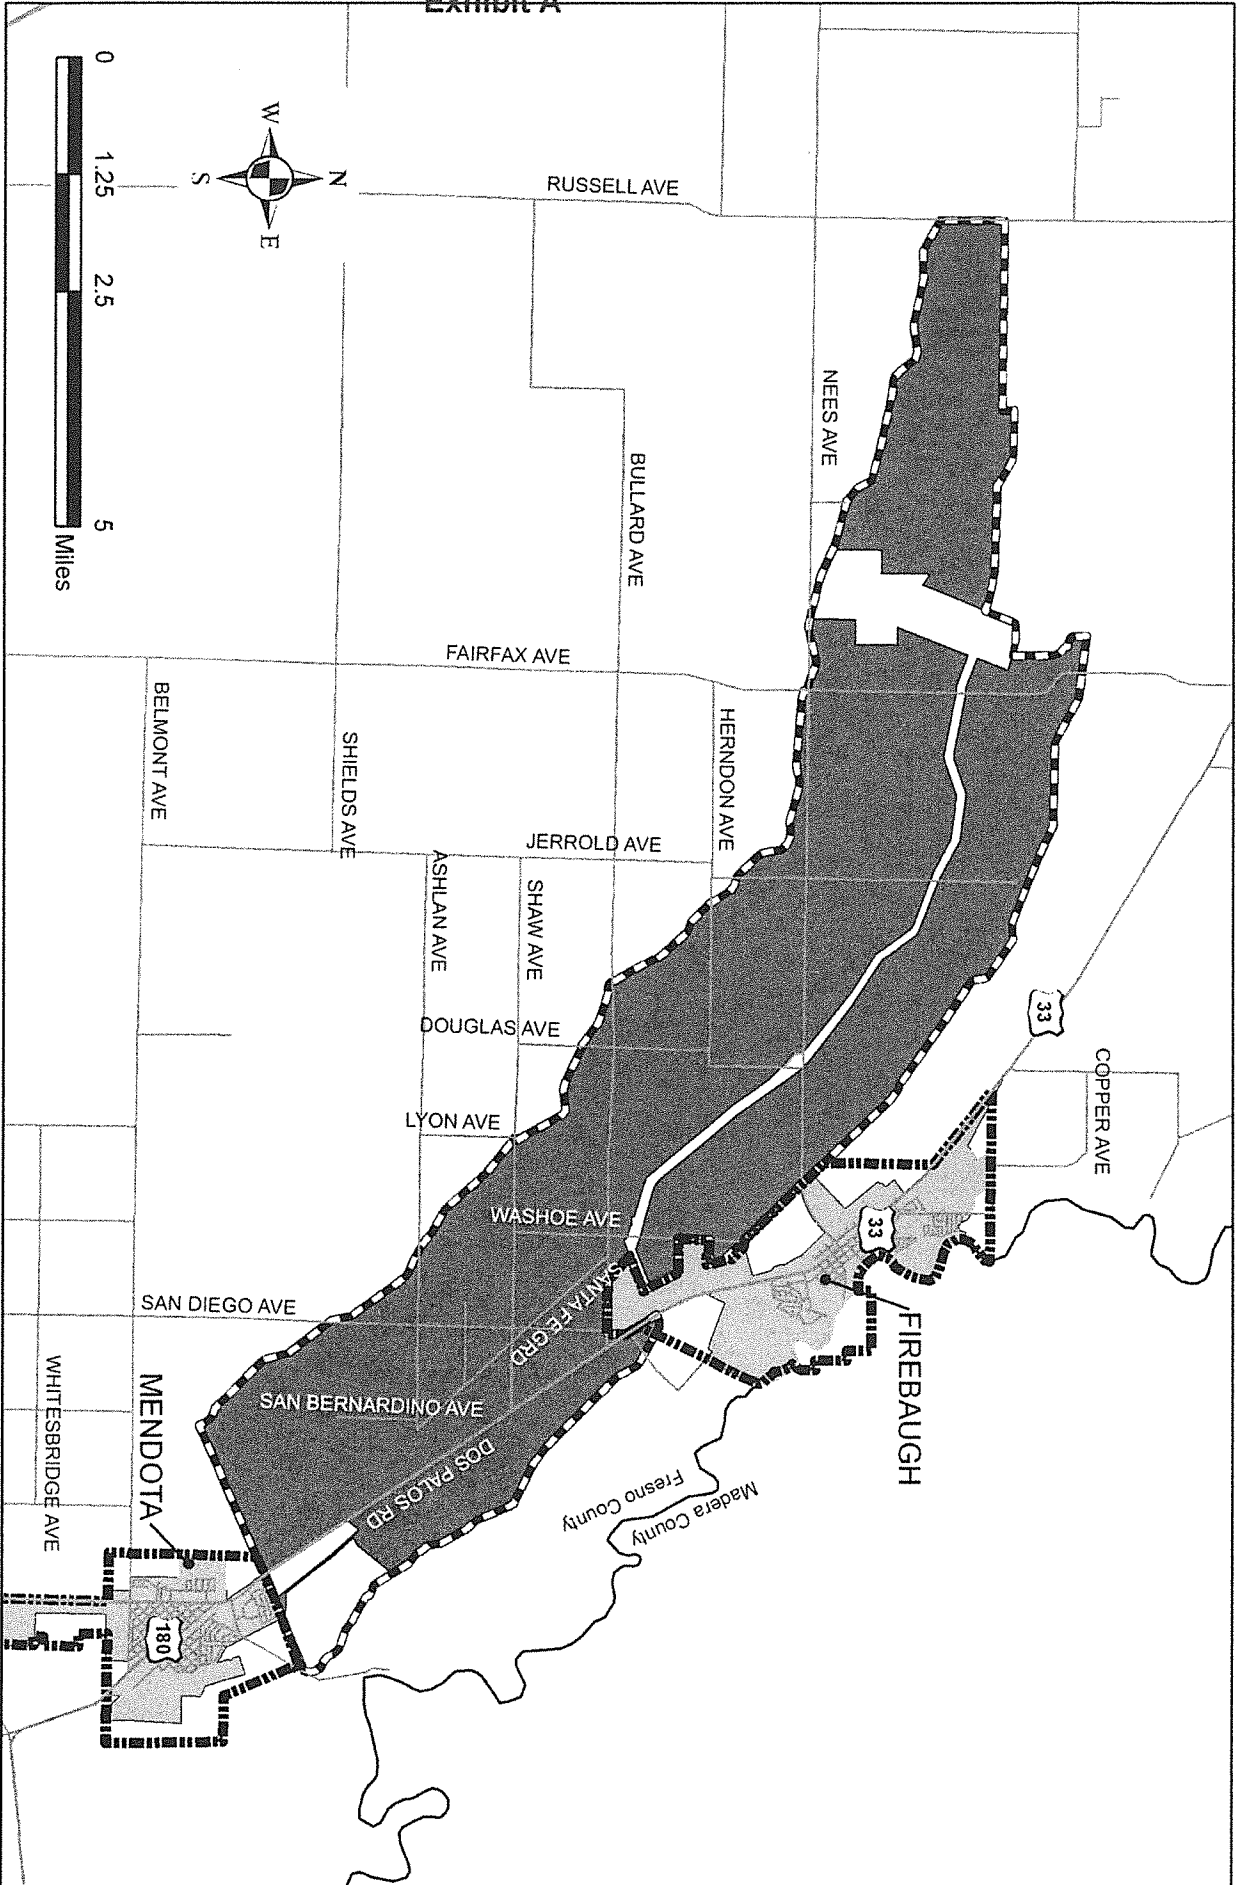 Exhibit A
0
1.25
2.5
5
Miles
N
W
E
S
RUSSELL AVE
NEES AVE
BULLARD AVE
FAIRFAX AVE
BELMONT AVE
SHIELDS AVE
HERNDON AVE
JERROLD AVE
ASHLAN AVE
SHAW AVE
DOUGLAS AVE
LYON AVE
WASHOE AVE
33
COPPER AVE
33
FIREBAUGH
SANTA FE GRD
SAN DIEGO AVE
SAN BERNARDINO AVE
DOS PALOS RD
Madera County
Fresno County
WHITESBRIDGE AVE
MENDOTA
180